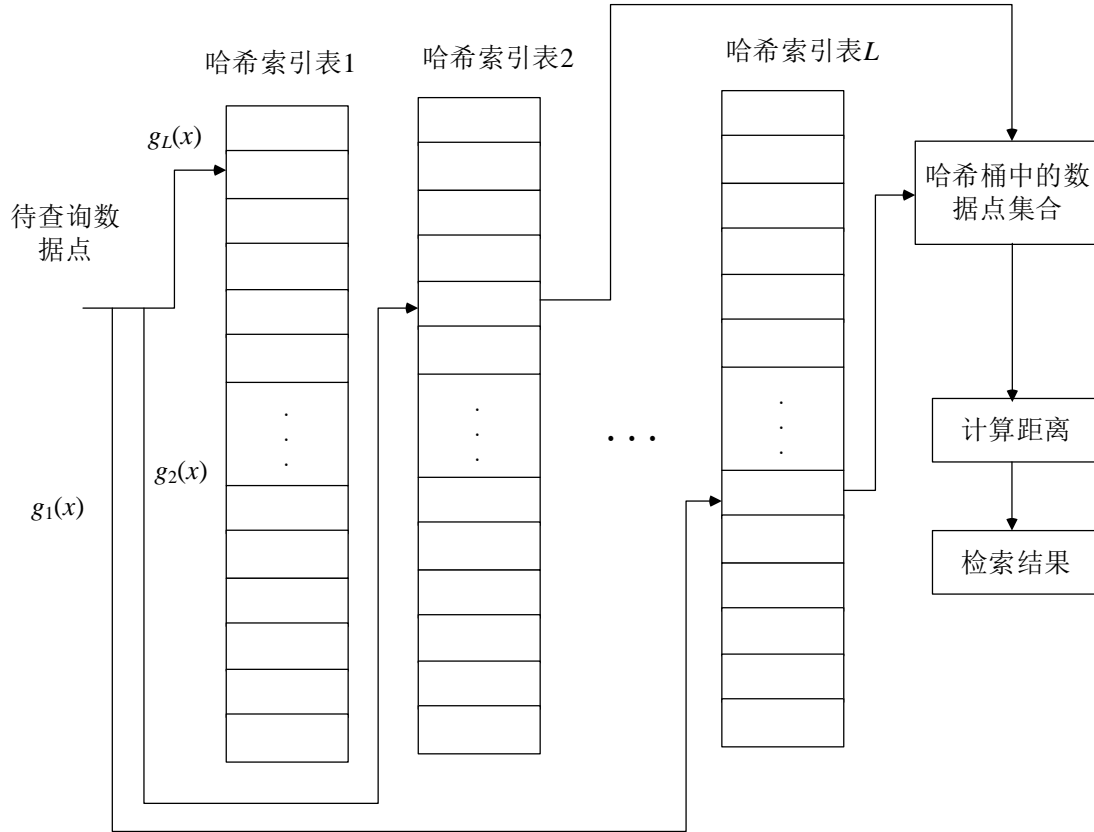 哈希索引表1
哈希索引表2
哈希索引表L
gL(x)
待查询数
据点
哈希桶中的数
据点集合
. . .
计算距离
g2(x)
g1(x)
检索结果